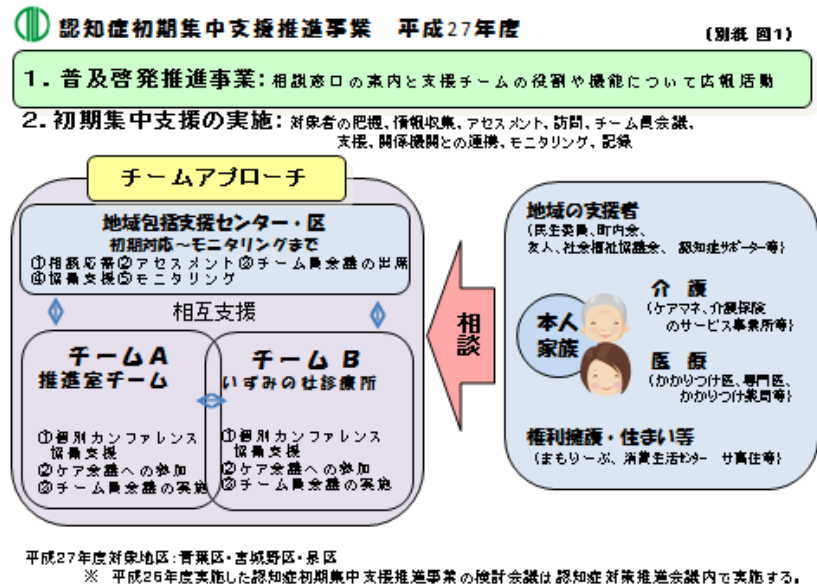 認知症初期集中支援推進事業 平成27年度
(別紙 図1)
1. 普及啓発推進事業: 相談窓口の案内と支援チームの役割や機能について広報活動
2. 初期集中支援の実施: 対象者の把握、情報収集、アセスメント、訪問、チーム員会議、
支援、関係機関との連携、モニタリング、記録
チームアプローチ
地域包括支援センター・区
初期対応~モニタリングまで
①相談応需②アセスメント③チーム員会議の出席
④協働支援⑤モニタリング
相互支援
チームA
推進室チーム
①個別カンファレンス
協働支援
②ケア会議への参加
③チーム員会議の実施
チームB
いずみの杜診療所
①個別カンファレンス
協働支援
②ケア会議への参加
③チーム員会議の実施
相談
地域の支援者
(民生委員、町内会、
友人、社会福祉協議会、 認知症サポーター等)
本人
家族
介 護
(ケアマネ、介護保険
のサービス事業所等)
医 療
(かかりつけ医、専門医、
かかりつけ薬局等)
権利擁護・住まい等
(まもりーぶ、消費生活センター サ高住等)
平成27年度対象地区:青葉区・宮城野区・泉区
※ 平成26年度実施した認知症初期集中支援推進事業の検討会議は認知症対策推進会議内で実施する。